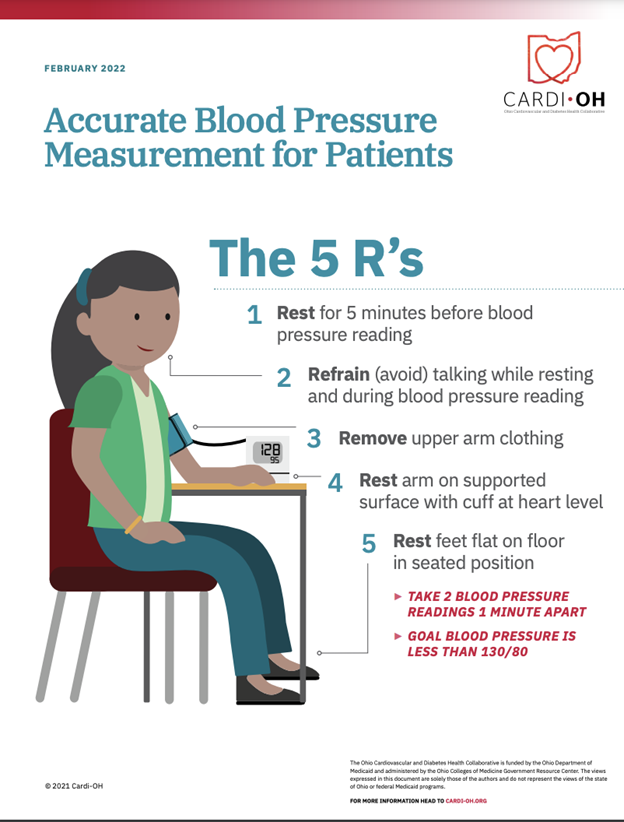 FEBRUARY 2022
CARDI•OH
Ohio Cardiovascular and Diabetes Health Collaborative
Accurate Blood Pressure
Measurement for Patients
The 5 R’s
1 Rest for 5 minutes before blood
pressure reading
2 Refrain (avoid) talking while resting
and during blood pressure reading
3 Remove upper arm clothing
128
95
4 Rest arm on supported
surface with cuff at heart level
5 Rest feet flat on floor
in seated position
► TAKE 2 BLOOD PRESSURE
READINGS 1 MINUTE APART
► GOAL BLOOD PRESSURE IS
LESS THAN 130/80
The Ohio Cardiovascular and Diabetes Health Collaborative is funded by the Ohio Department of
Medicaid and administered by the Ohio Colleges of Medicine Government Resource Center. The views
expressed in this document are solely those of the authors and do not represent the views of the state
of Ohio or federal Medicaid programs.
© 2021 Cardi-OH
FOR MORE INFORMATION HEAD TO CARDI-OH.ORG